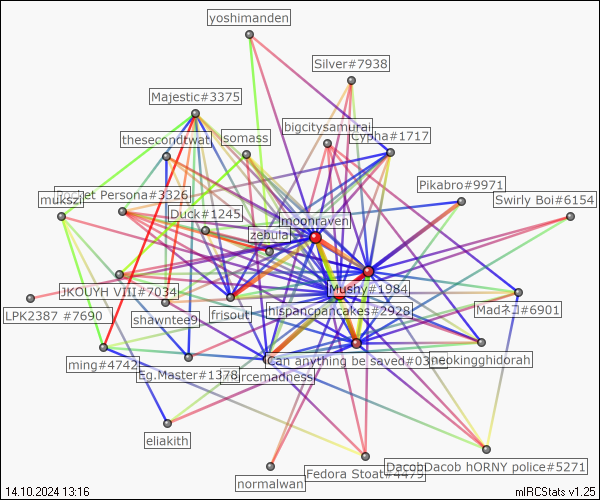 yoshimanden
Silver#7938
Majestic#3375
bigcitysamurai
thesecondtwat
somass
Cypha#1717
Pikabro#9971
mukszi
Rocket Persona#3326
Swirly Boi#6154
Duck#1245
moonraven
zebula
JKOUYH VIII#7034
Mushy#1984
LPK2387 #7690
shawntee9
frisout
hispancpancakes#2928
Madネコ#6901
ming#4742
Eg.Master#1378
Can anything be saved#03
neokingghidorah
eliakith
normalwan
Fedora Stoat#4479
DacobDacob hORNY police#5271
14.10.2024 13:16
mIRCStats v1.25